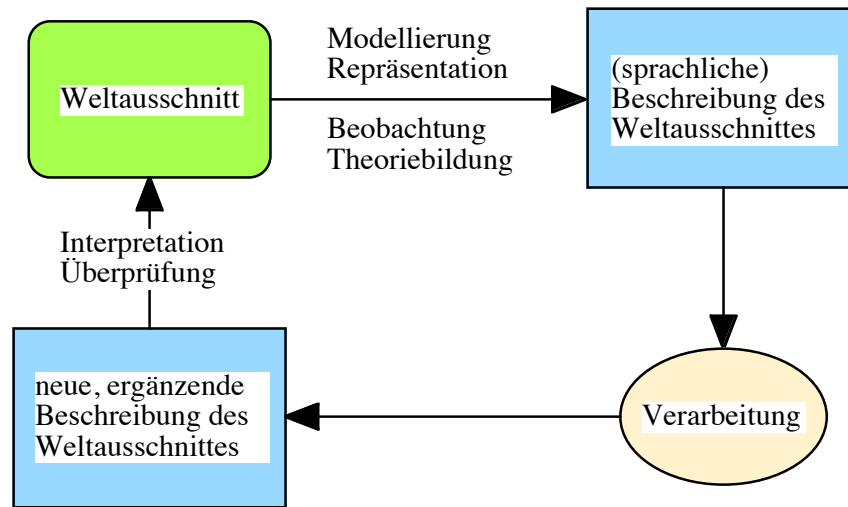 Weltausschnitt
Modellierung
Repräsentation
Beobachtung
Theoriebildung
(sprachliche)
Beschreibung des
Weltausschnittes
Interpretation
Überprüfung
neue, ergänzende
Beschreibung des
Weltausschnittes
Verarbeitung